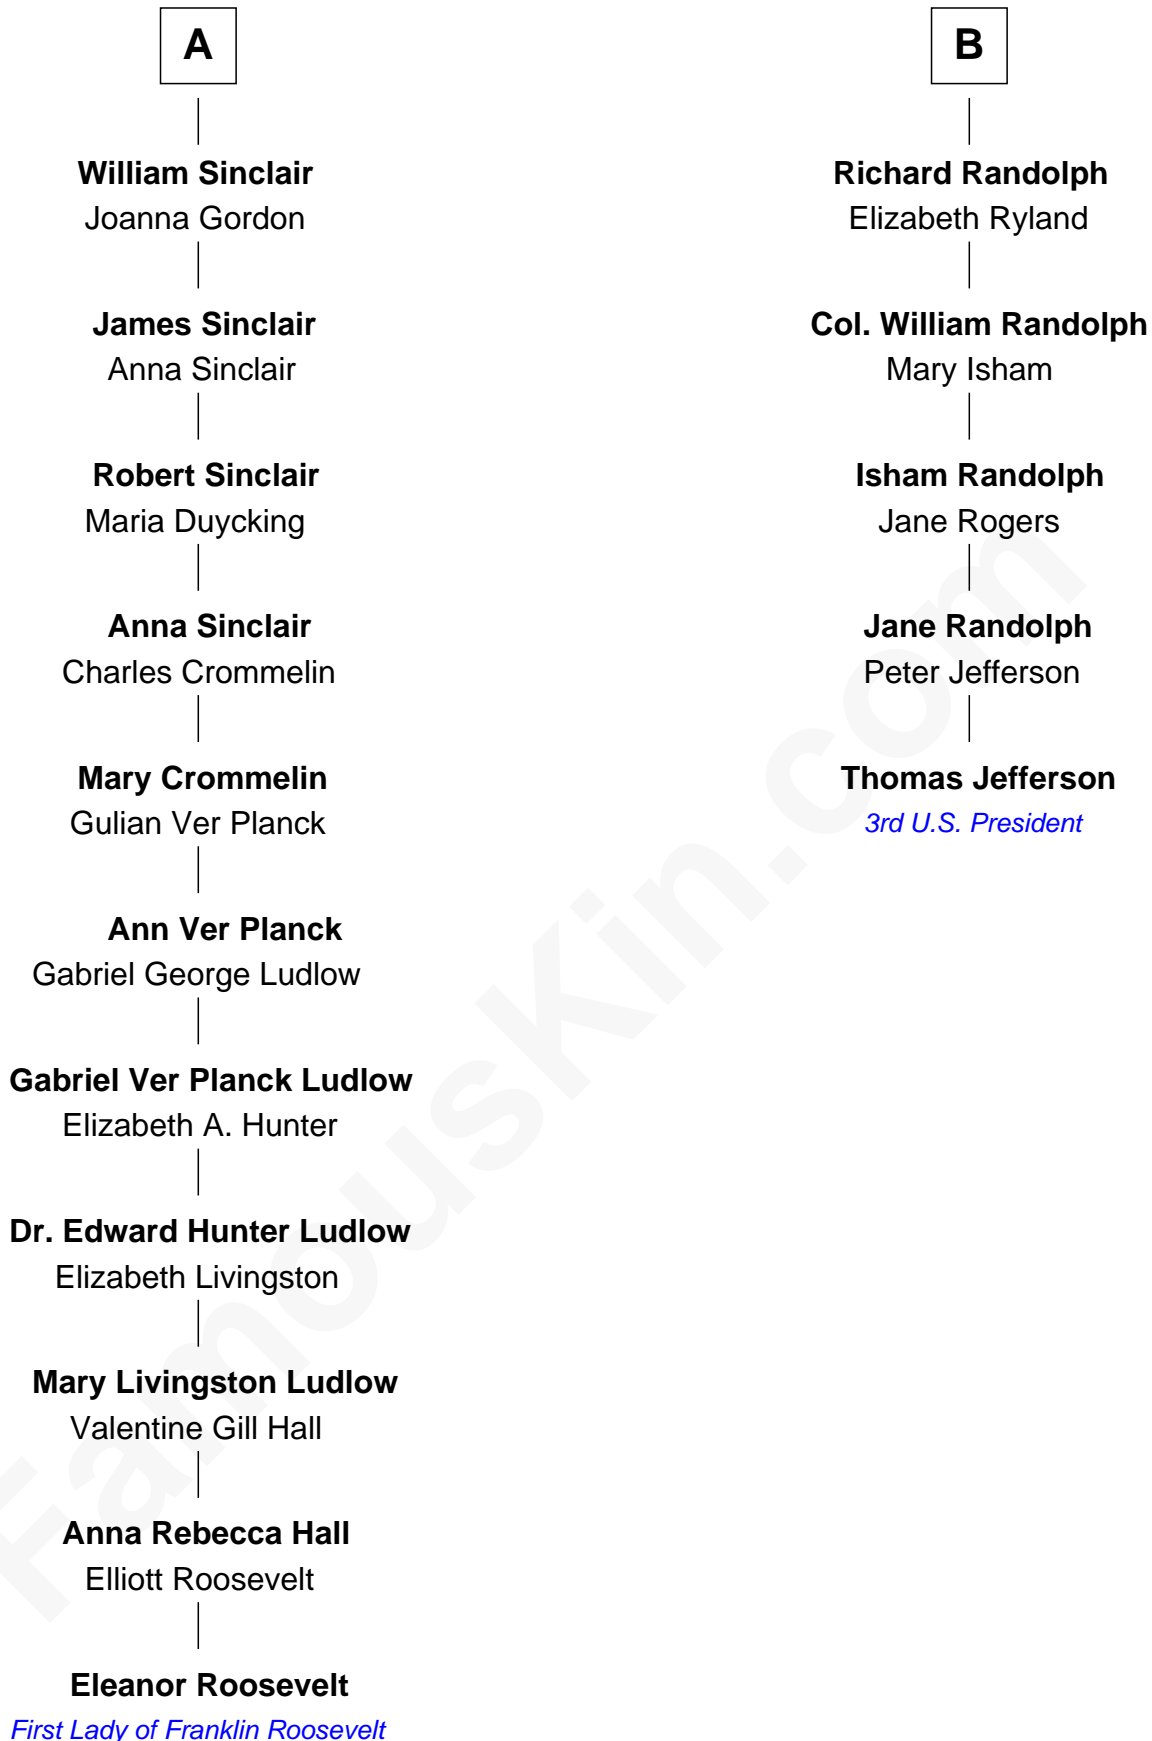 A
William Sinclair
Joanna Gordon
James Sinclair
Anna Sinclair
Robert Sinclair
Maria Duycking
Anna Sinclair
Charles Crommelin
Mary Crommelin
Gulian Ver Planck
Ann Ver Planck
Gabriel George Ludlow
Gabriel Ver Planck Ludlow
Elizabeth A. Hunter
Dr. Edward Hunter Ludlow
Elizabeth Livingston
Mary Livingston Ludlow
Valentine Gill Hall
Anna Rebecca Hall
Elliott Roosevelt
Eleanor Roosevelt
First Lady of Franklin Roosevelt
B
Richard Randolph
Elizabeth Ryland
Col. William Randolph
Mary Isham
Isham Randolph
Jane Rogers
Jane Randolph
Peter Jefferson
Thomas Jefferson
3rd U.S. President
FamousKin.com